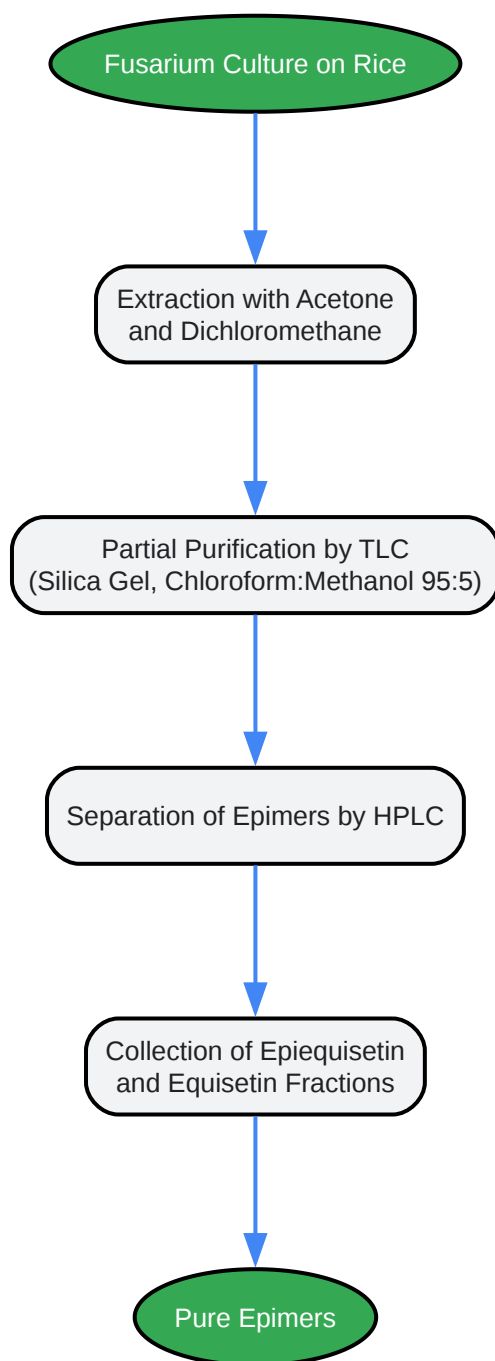 Fusarium Culture on Rice
Extraction with Acetone
and Dichloromethane
Partial Purification by TLC
(Silica Gel, Chloroform:Methanol 95:5)
Separation of Epimers by HPLC
Collection of Epiequisetin
and Equisetin Fractions
Pure Epimers